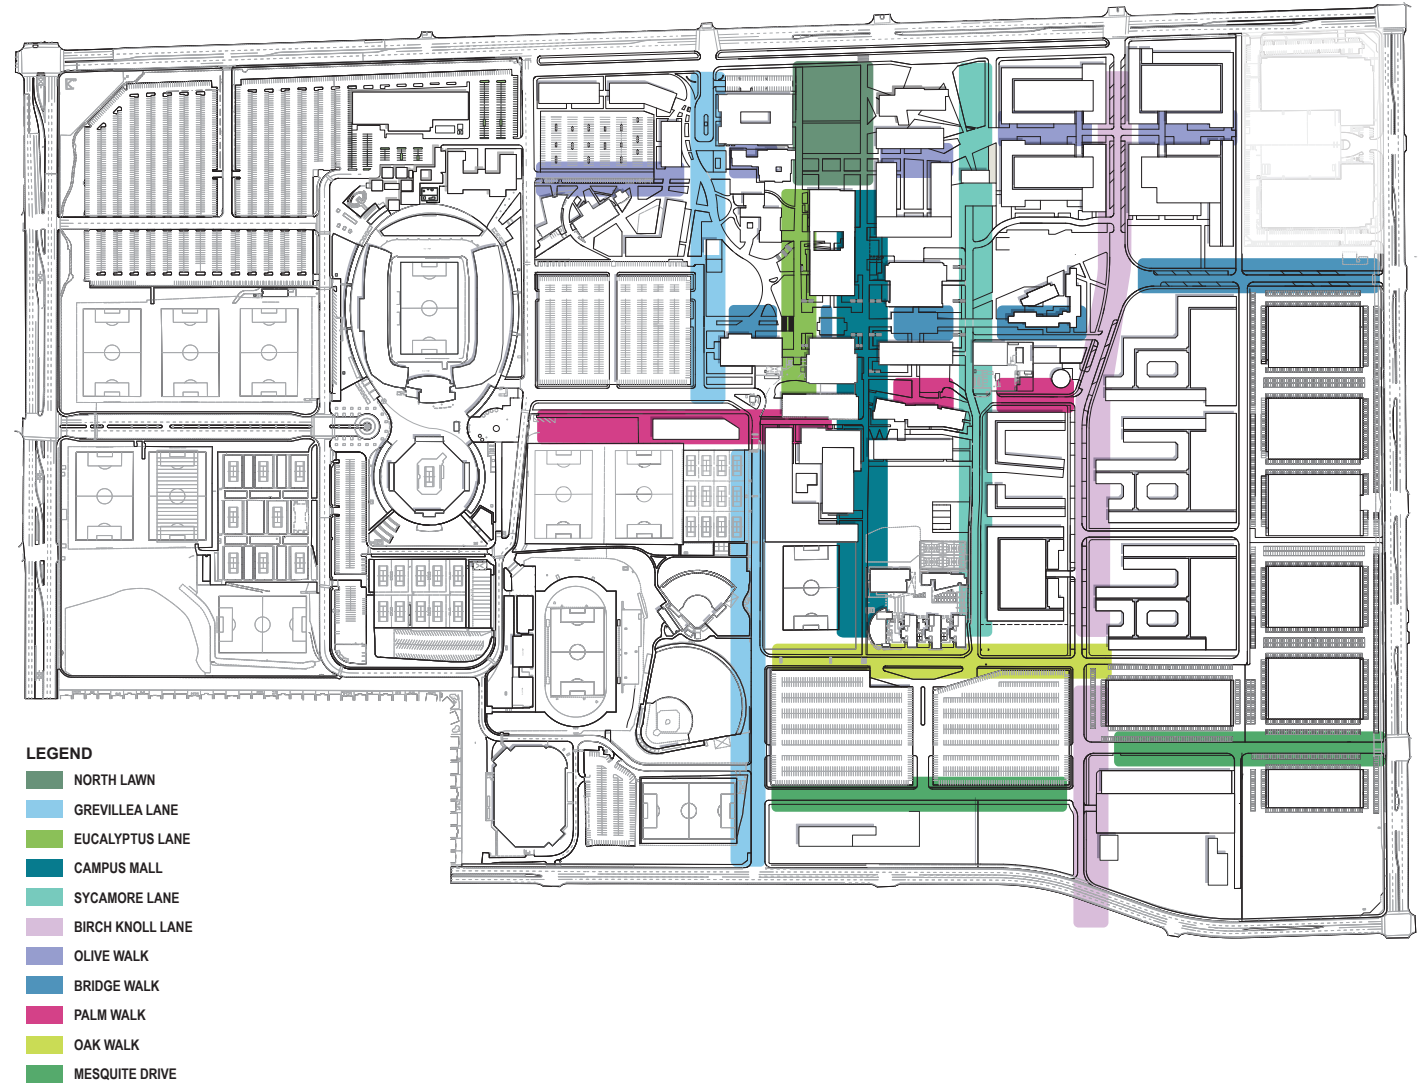 LEGEND
NORTH LAWN
GREVILLEA LANE
EUCALYPTUS LANE
CAMPUS MALL
SYCAMORE LANE
BIRCH KNOLL LANE
OLIVE WALK
BRIDGE WALK
PALM WALK
OAK WALK
MESQUITE DRIVE